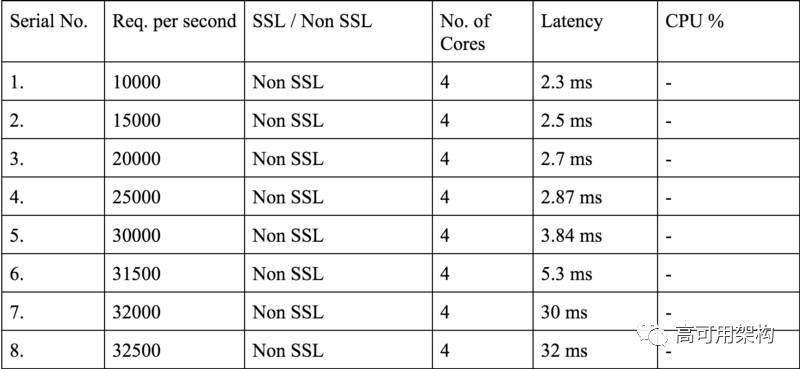 Serial No. Req. per second SSL / Non SSL No. of Cores Latency CPU %
1. 10000 Non SSL 4 2.3 ms -
2. 15000 Non SSL 4 2.5 ms -
3. 20000 Non SSL 4 2.7 ms -
4. 25000 Non SSL 4 2.87 ms -
5. 30000 Non SSL 4 3.84 ms -
6. 31500 Non SSL 4 5.3 ms -
7. 32000 Non SSL 4 30 ms -
8. 32500 Non SSL 4 32 ms -
高可用架构